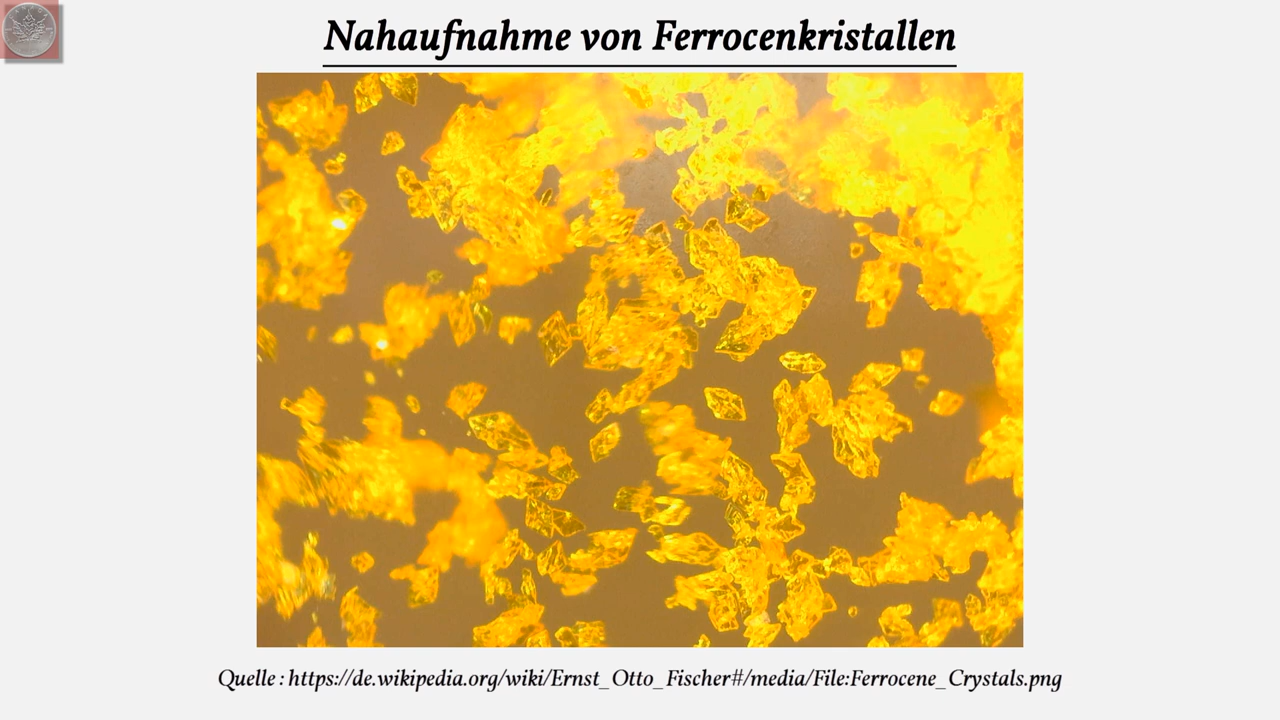 Nahaufnahme von Ferrocenkristallen
Quelle : https://de.wikipedia.org/wiki/Ernst_Otto_Fischer#/media/File:Ferrocene_Crystals.png